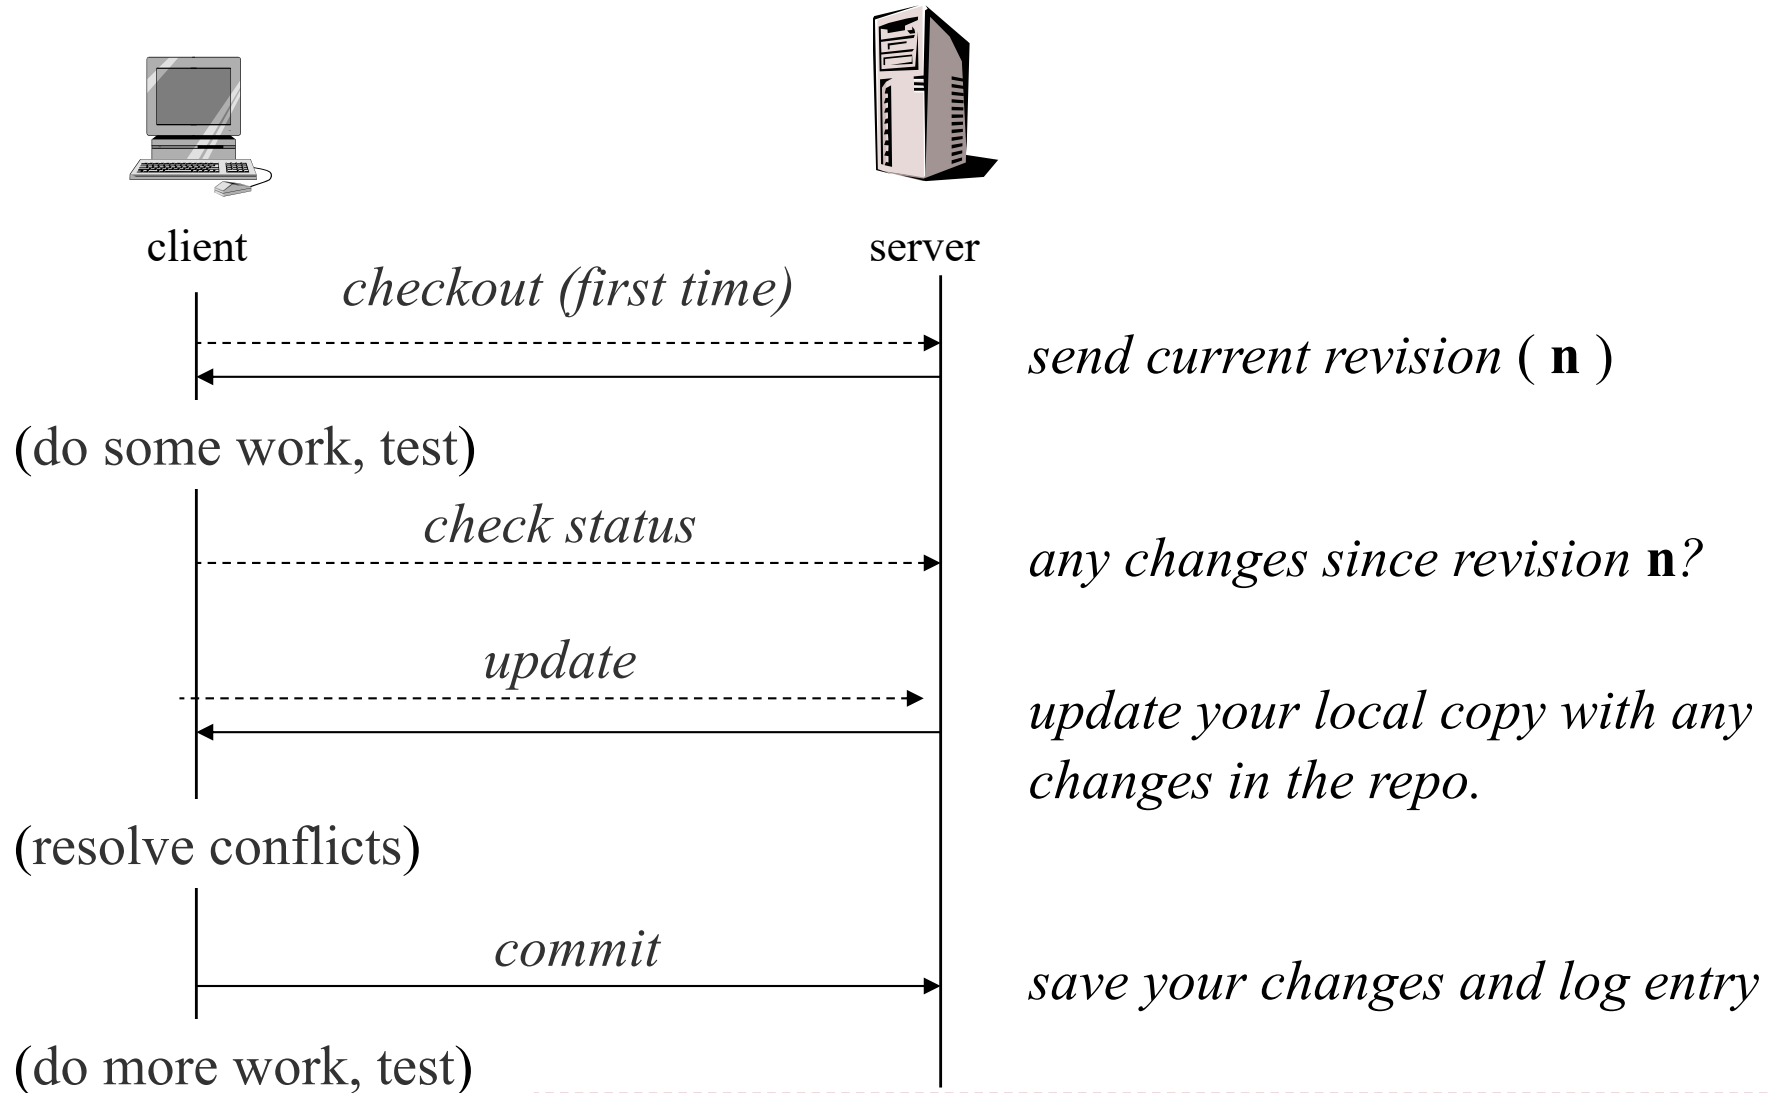 client
server
checkout (first time)
send current revision ( n )
(do some work, test)
check status
any changes since revision n?
update
update your local copy with any
changes in the repo.
(resolve conflicts)
commit
save your changes and log entry
(do more work, test)